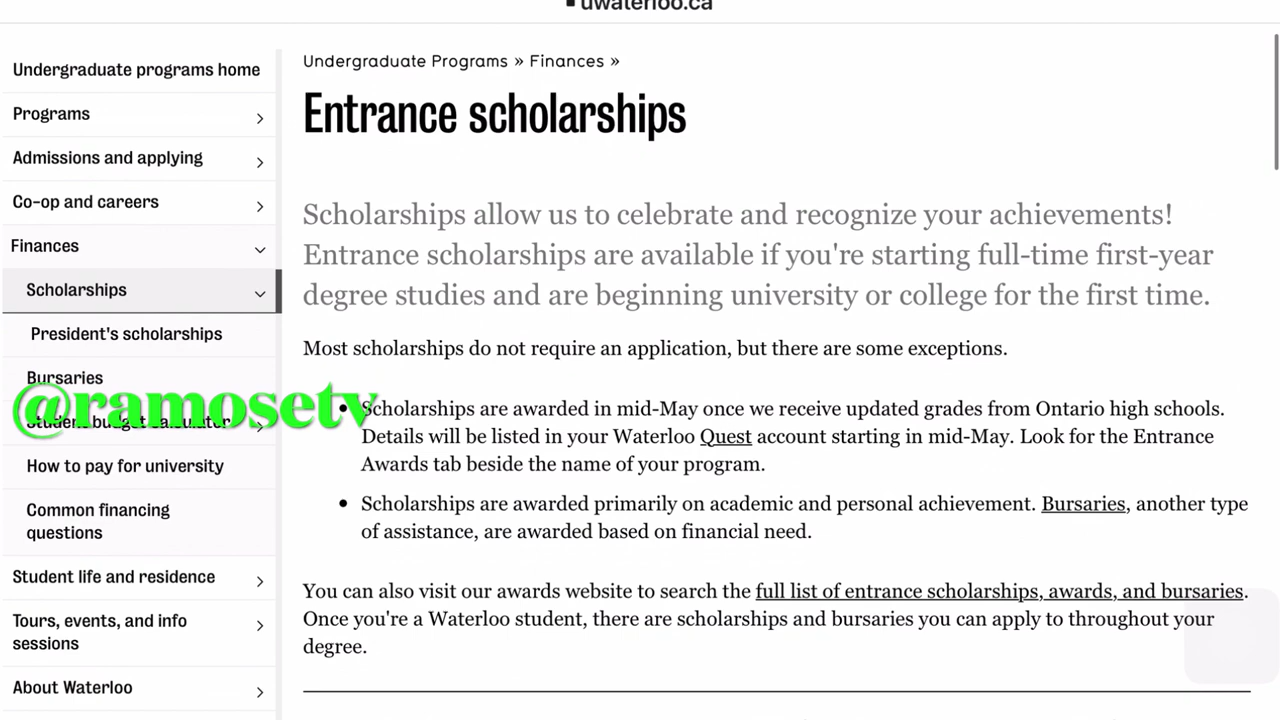 uwaterloo.ca
Undergraduate programs home
Programs
Admissions and applying
Co-op and careers
Finances
Scholarships
President's scholarships
Bursaries
Student budget calculator
How to pay for university
Common financing
questions
Student life and residence
Tours, events, and info
sessions
About Waterloo
@ramosetv
Undergraduate Programs » Finances »
Entrance scholarships
Scholarships allow us to celebrate and recognize your achievements!
Entrance scholarships are available if you're starting full-time first-year
degree studies and are beginning university or college for the first time.
Most scholarships do not require an application, but there are some exceptions.
• Scholarships are awarded in mid-May once we receive updated grades from Ontario high schools.
Details will be listed in your Waterloo Quest account starting in mid-May. Look for the Entrance
Awards tab beside the name of your program.
• Scholarships are awarded primarily on academic and personal achievement. Bursaries, another type
of assistance, are awarded based on financial need.
You can also visit our awards website to search the full list of entrance scholarships, awards, and bursaries.
Once you're a Waterloo student, there are scholarships and bursaries you can apply to throughout your
degree.